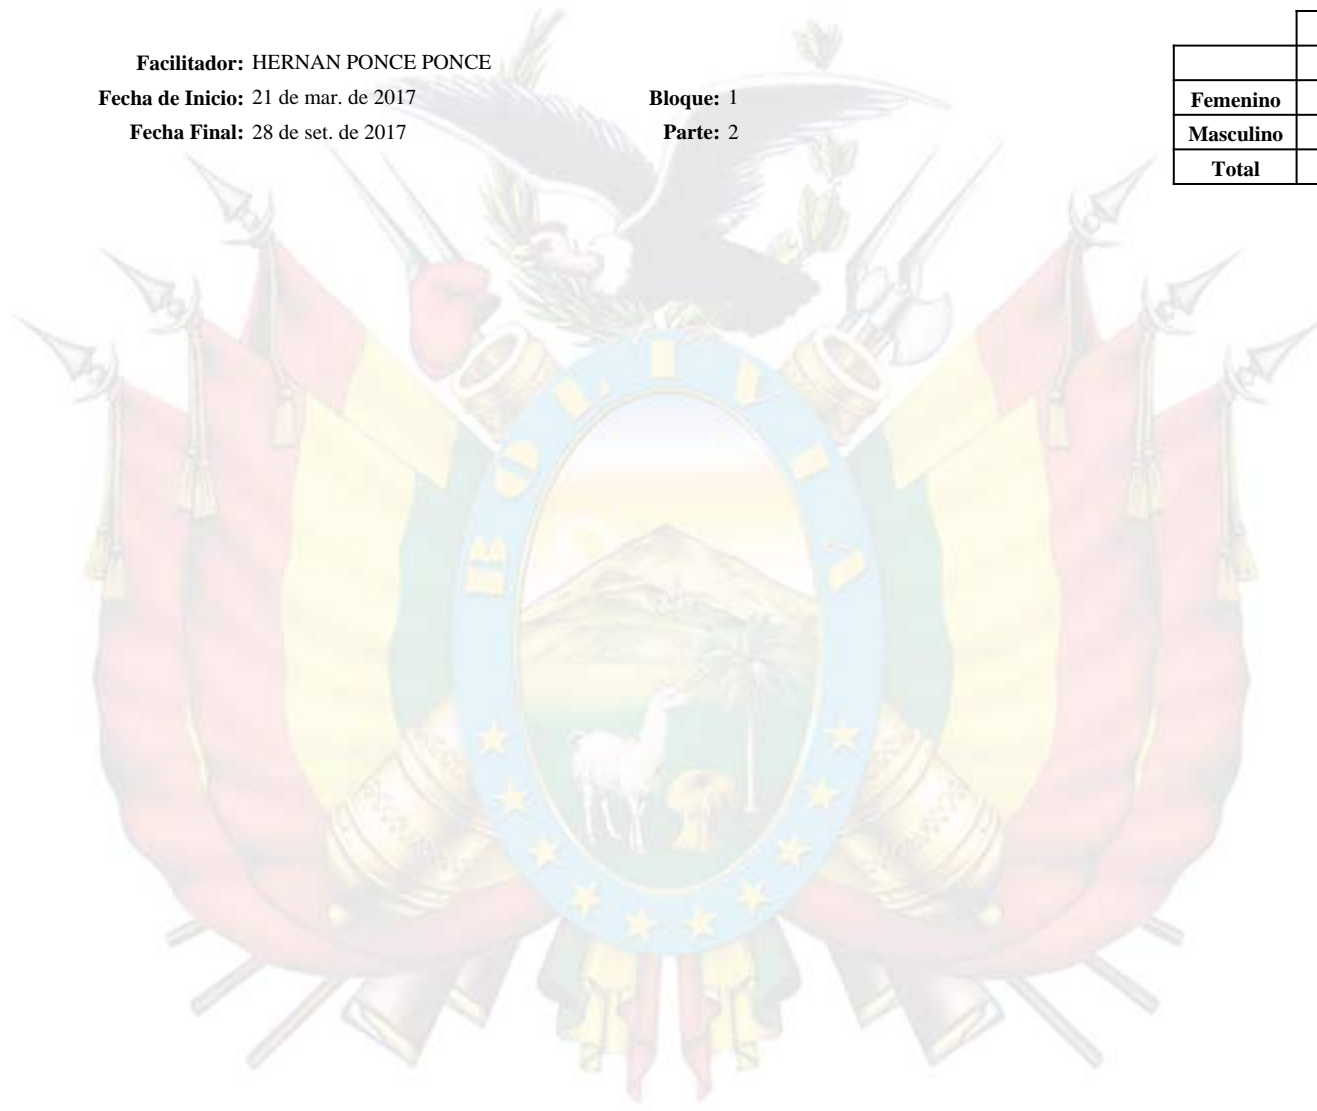 Facilitador: HERNAN PONCE PONCE
Fecha de Inicio: 21 de mar. de 2017 Bloque: 1
Fecha Final: 28 de set. de 2017 Parte: 2
Femenino
Masculino
Total
BOLIVIA